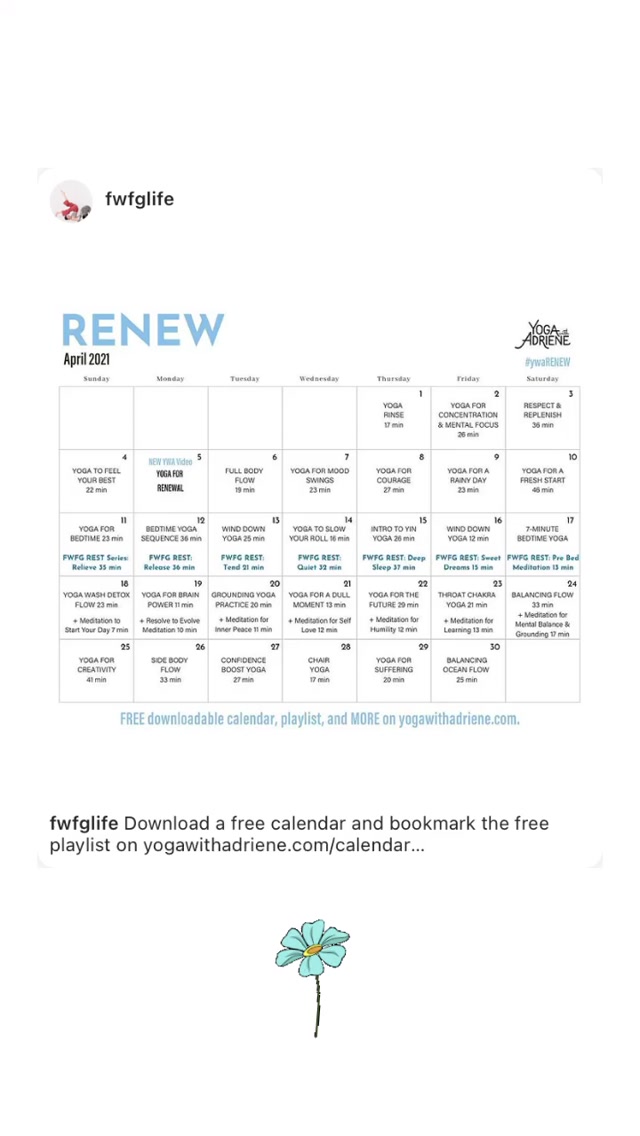 fwfglife
RENEW
April 2021
YOGA with
ADRIENE
#ywaRENEW
Sunday Monday Tuesday Wednesday Thursday Friday Saturday
1
YOGA
RINSE
17 min
2
YOGA FOR
CONCENTRATION
& MENTAL FOCUS
26 min
3
RESPECT &
REPLENISH
36 min
4
YOGA TO FEEL
YOUR BEST
22 min
5
NEW YWA Video
YOGA FOR
RENEWAL
6
FULL BODY
FLOW
19 min
7
YOGA FOR MOOD
SWINGS
23 min
8
YOGA FOR
COURAGE
27 min
9
YOGA FOR A
RAINY DAY
23 min
10
YOGA FOR A
FRESH START
46 min
11
YOGA FOR
BEDTIME 23 min
FWFG REST Series:
Relieve 35 min
12
BEDTIME YOGA
SEQUENCE 36 min
FWFG REST:
Release 36 min
13
WIND DOWN
YOGA 25 min
FWFG REST:
Tend 21 min
14
YOGA TO SLOW
YOUR ROLL 16 min
FWFG REST:
Quiet 32 min
15
INTRO TO YIN
YOGA 26 min
FWFG REST: Deep
Sleep 37 min
16
WIND DOWN
YOGA 12 min
FWFG REST: Sweet
Dreams 15 min
17
7-MINUTE
BEDTIME YOGA
FWFG REST: Pre Bed
Meditation 13 min
18
YOGA WASH DETOX
FLOW 23 min
+ Meditation to
Start Your Day 7 min
19
YOGA FOR BRAIN
POWER 11 min
+ Resolve to Evolve
Meditation 10 min
20
GROUNDING YOGA
PRACTICE 20 min
+ Meditation for
Inner Peace 11 min
21
YOGA FOR A DULL
MOMENT 13 min
+ Meditation for Self
Love 12 min
22
YOGA FOR THE
FUTURE 29 min
+ Meditation for
Humility 12 min
23
THROAT CHAKRA
YOGA 21 min
+ Meditation for
Learning 13 min
24
BALANCING FLOW
33 min
+ Meditation for
Mental Balance &
Grounding 17 min
25
YOGA FOR
CREATIVITY
41 min
26
SIDE BODY
FLOW
33 min
27
CONFIDENCE
BOOST YOGA
27 min
28
CHAIR
YOGA
17 min
29
YOGA FOR
SUFFERING
20 min
30
BALANCING
OCEAN FLOW
25 min
FREE downloadable calendar, playlist, and MORE on yogawithadriene.com.
fwfglife Download a free calendar and bookmark the free
playlist on yogawithadriene.com/calendar...